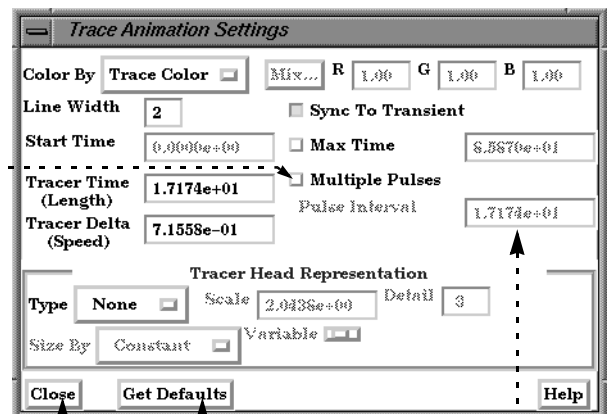 Trace Animation Settings
Color By Trace Color Mix... R 1.00 G 1.00 B 1.00
Line Width 2 Sync To Transient
Start Time 0.0000e+00 Max Time 8.5870e+01
Tracer Time (Length) 1.7174e+01 Multiple Pulses
Pulse Interval 1.7174e+01
Tracer Delta (Speed) 7.1558e-01
Tracer Head Representation
Type None Scale 2.0438e+00 Detail 3
Size By Constant Variable
Close Get Defaults Help